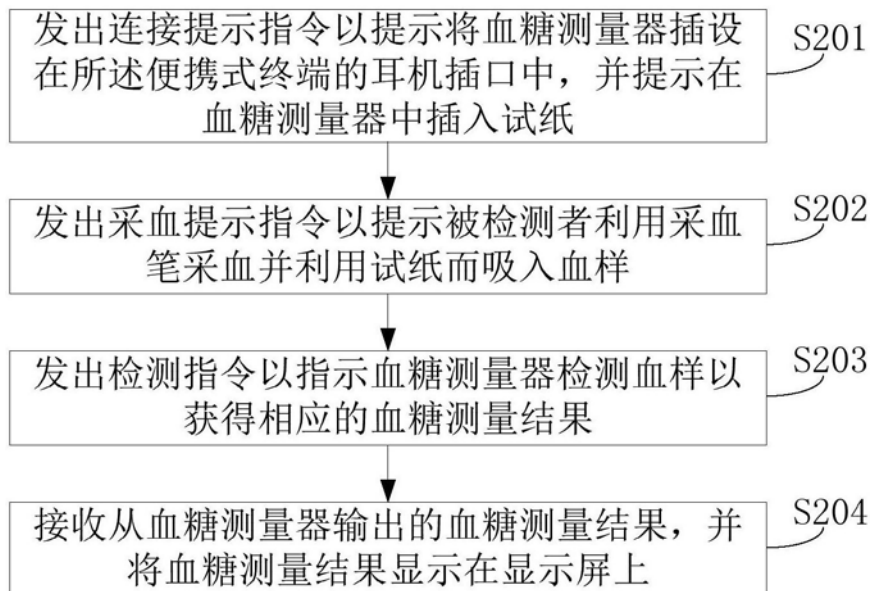 发出连接提示指令以提示将血糖测量器插设
在所述便携式终端的耳机插口中，并提示在
血糖测量器中插入试纸
S201
发出采血提示指令以提示被检测者利用采血
笔采血并利用试纸而吸入血样
S202
发出检测指令以指示血糖测量器检测血样以
获得相应的血糖测量结果
S203
接收从血糖测量器输出的血糖测量结果，并
将血糖测量结果显示在显示屏上
S204